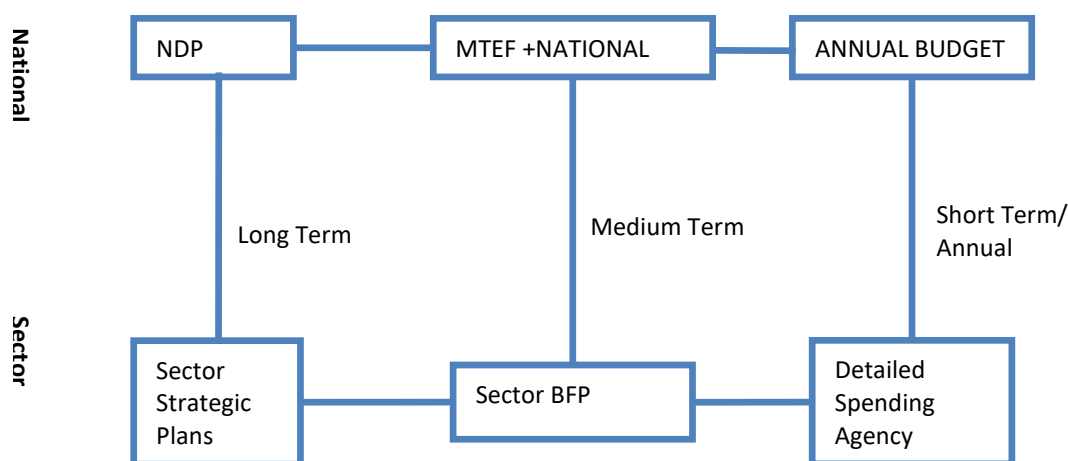 National
NDP
MTEF +NATIONAL
ANNUAL BUDGET
Long Term
Medium Term
Short Term/
Annual
Sector
Sector
Strategic
Plans
Sector BFP
Detailed
Spending
Agency